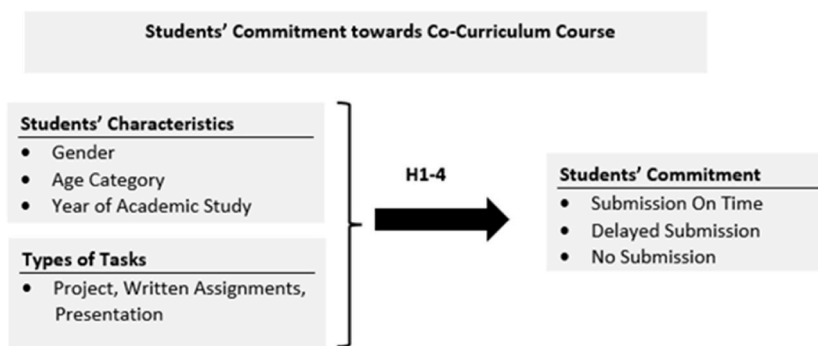 Students’ Commitment towards Co-Curriculum Course
Students’ Characteristics
• Gender
• Age Category
• Year of Academic Study
Types of Tasks
• Project, Written Assignments,
Presentation
H1-4
Students’ Commitment
• Submission On Time
• Delayed Submission
• No Submission